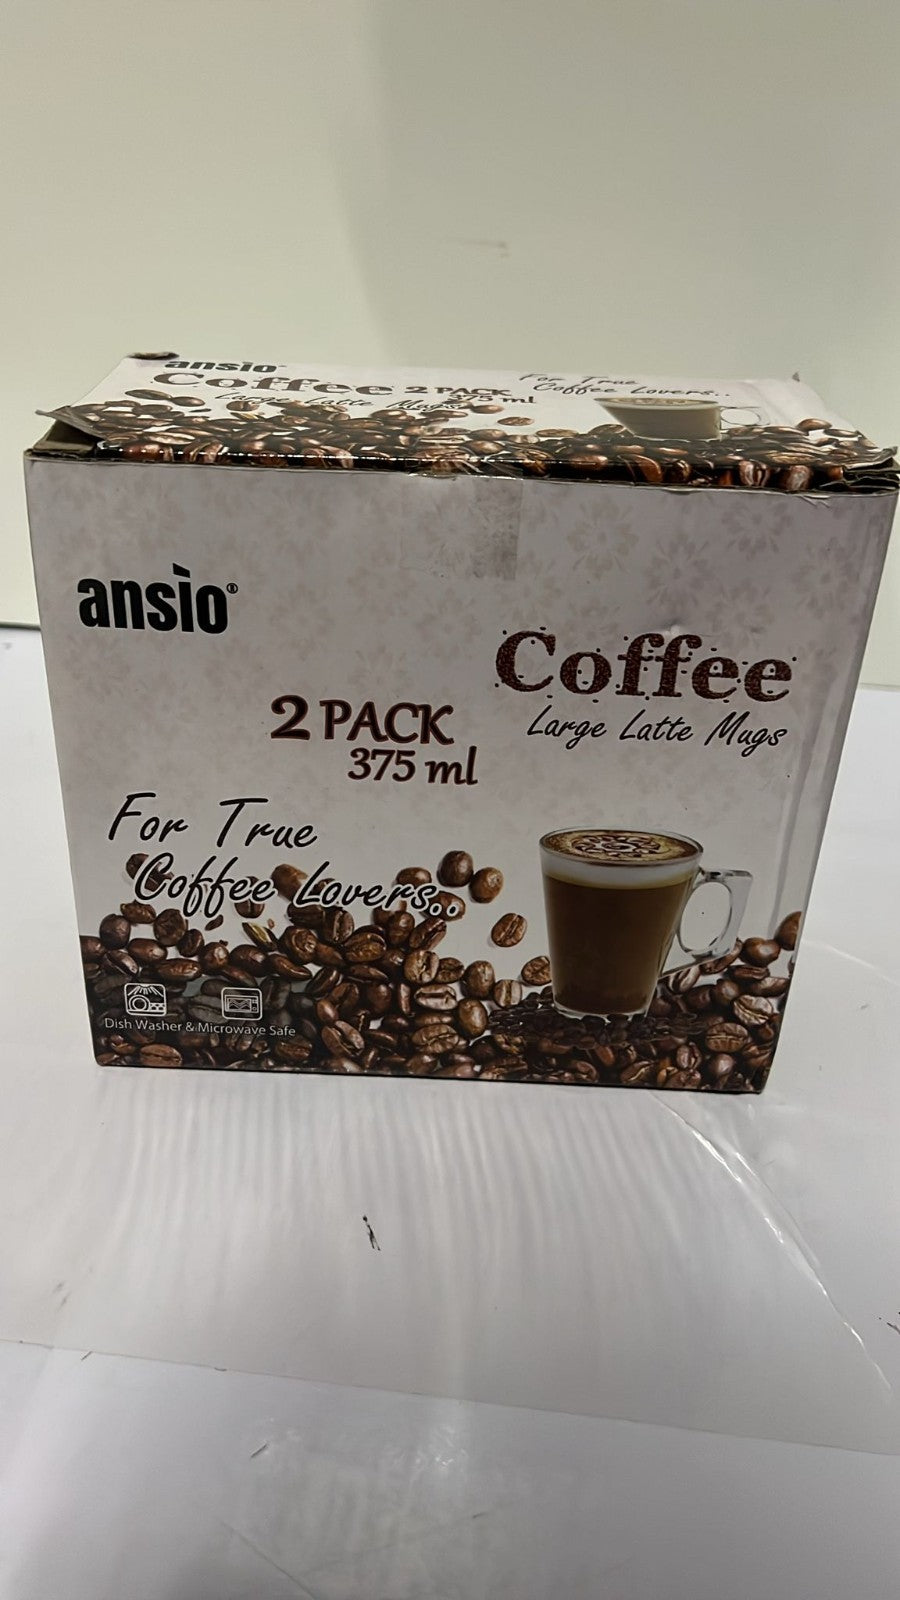 ansio
Coffee 2 PACK
375 ml
Large Latte Mugs
For True
Coffee Lovers..
ansio®
Coffee
Large Latte Mugs
2 PACK
375 ml
For True
Coffee Lovers..
Dish Washer & Microwave Safe